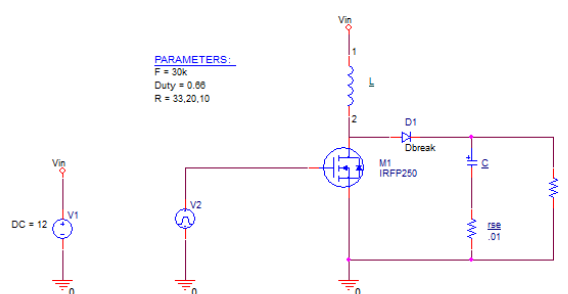 Vin
1
PARAMETERS:
F = 30k
Duty = 0.66
R = 33,20,10
L
2
D1
Dbreak
M1
IRFP250
C
Vin
V1
DC = 12
V2
rse
.01
0
0
0